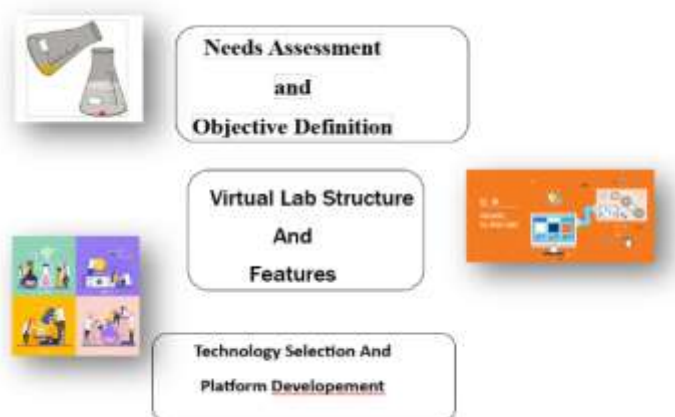 Needs Assessment
and
Objective Definition
Virtual Lab Structure
And
Features
Technology Selection And
Platform Developement